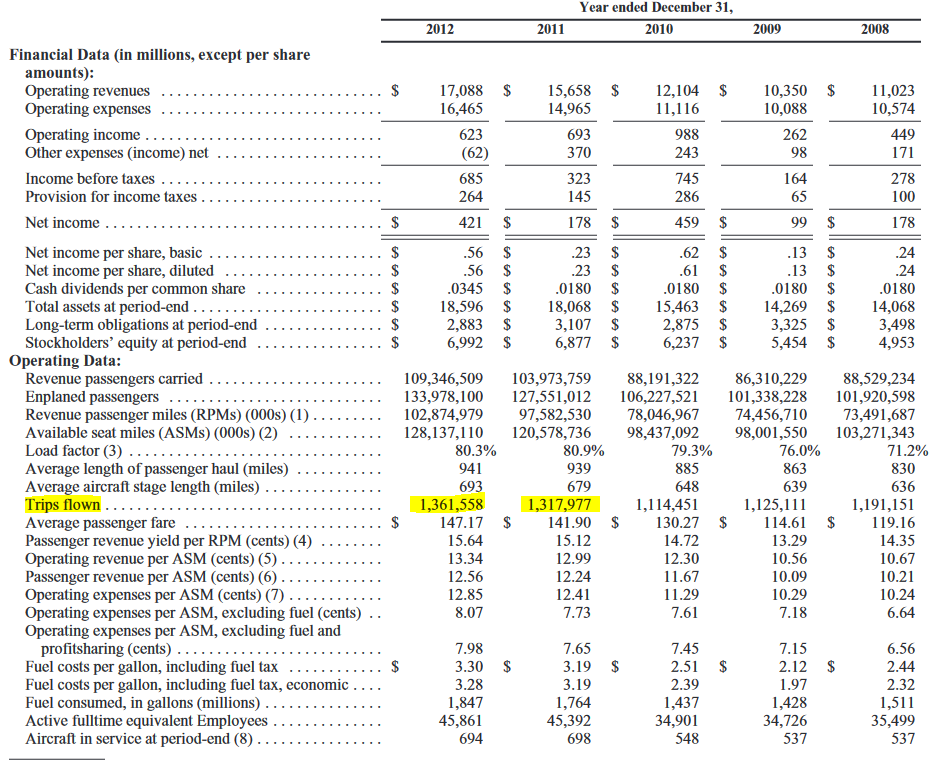 Year ended December 31,
2012 2011 2010 2009 2008
Financial Data (in millions, except per share
amounts):
Operating revenues . . . . . . . . . . . . . . . . . . . . . . . . . . . . $ 17,088 $ 15,658 $ 12,104 $ 10,350 $ 11,023
Operating expenses . . . . . . . . . . . . . . . . . . . . . . . . . . . . 16,465 14,965 11,116 10,088 10,574
Operating income . . . . . . . . . . . . . . . . . . . . . . . . . . . . . . 623 693 988 262 449
Other expenses (income) net . . . . . . . . . . . . . . . . . . . . . (62) 370 243 98 171
Income before taxes . . . . . . . . . . . . . . . . . . . . . . . . . . . . 685 323 745 164 278
Provision for income taxes . . . . . . . . . . . . . . . . . . . . . . . 264 145 286 65 100
Net income . . . . . . . . . . . . . . . . . . . . . . . . . . . . . . . . . . . $ 421 $ 178 $ 459 $ 99 $ 178
Net income per share, basic . . . . . . . . . . . . . . . . . . . . . . $ .56 $ .23 $ .62 $ .13 $ .24
Net income per share, diluted . . . . . . . . . . . . . . . . . . . . $ .56 $ .23 $ .61 $ .13 $ .24
Cash dividends per common share . . . . . . . . . . . . . . . . $ .0345 $ .0180 $ .0180 $ .0180 $ .0180
Total assets at period-end . . . . . . . . . . . . . . . . . . . . . . . . $ 18,596 $ 18,068 $ 15,463 $ 14,269 $ 14,068
Long-term obligations at period-end . . . . . . . . . . . . . . . $ 2,883 $ 3,107 $ 2,875 $ 3,325 $ 3,498
Stockholders’ equity at period-end . . . . . . . . . . . . . . . . $ 6,992 $ 6,877 $ 6,237 $ 5,454 $ 4,953
Operating Data:
Revenue passengers carried . . . . . . . . . . . . . . . . . . . . . . 109,346,509 103,973,759 88,191,322 86,310,229 88,529,234
Enplaned passengers . . . . . . . . . . . . . . . . . . . . . . . . . . . . 133,978,100 127,551,012 106,227,521 101,338,228 101,920,598
Revenue passenger miles (RPMs) (000s) (1) . . . . . . . . . 102,874,979 97,582,530 78,046,967 74,456,710 73,491,687
Available seat miles (ASMs) (000s) (2) . . . . . . . . . . . . 128,137,110 120,578,736 98,437,092 98,001,550 103,271,343
Load factor (3) . . . . . . . . . . . . . . . . . . . . . . . . . . . . . . . . . 80.3% 80.9% 79.3% 76.0% 71.2%
Average length of passenger haul (miles) . . . . . . . . . . . 941 939 885 863 830
Average aircraft stage length (miles) . . . . . . . . . . . . . . . 693 679 648 639 636
Trips flown . . . . . . . . . . . . . . . . . . . . . . . . . . . . . . . . . . . 1,361,558 1,317,977 1,114,451 1,125,111 1,191,151
Average passenger fare . . . . . . . . . . . . . . . . . . . . . . . . . . $ 147.17 $ 141.90 $ 130.27 $ 114.61 $ 119.16
Passenger revenue yield per RPM (cents) (4) . . . . . . . . 15.64 15.12 14.72 13.29 14.35
Operating revenue per ASM (cents) (5) . . . . . . . . . . . . . 13.34 12.99 12.30 10.56 10.67
Passenger revenue per ASM (cents) (6) . . . . . . . . . . . . . 12.56 12.24 11.67 10.09 10.21
Operating expenses per ASM (cents) (7) . . . . . . . . . . . . 12.85 12.41 11.29 10.29 10.24
Operating expenses per ASM, excluding fuel (cents) . . 8.07 7.73 7.61 7.18 6.64
Operating expenses per ASM, excluding fuel and
profitsharing (cents) . . . . . . . . . . . . . . . . . . . . . . . . . . 7.98 7.65 7.45 7.15 6.56
Fuel costs per gallon, including fuel tax . . . . . . . . . . . . $ 3.30 $ 3.19 $ 2.51 $ 2.12 $ 2.44
Fuel costs per gallon, including fuel tax, economic . . . . 3.28 3.19 2.39 1.97 2.32
Fuel consumed, in gallons (millions) . . . . . . . . . . . . . . . 1,847 1,764 1,437 1,428 1,511
Active fulltime equivalent Employees . . . . . . . . . . . . . . 45,861 45,392 34,901 34,726 35,499
Aircraft in service at period-end (8) . . . . . . . . . . . . . . . . 694 698 548 537 537